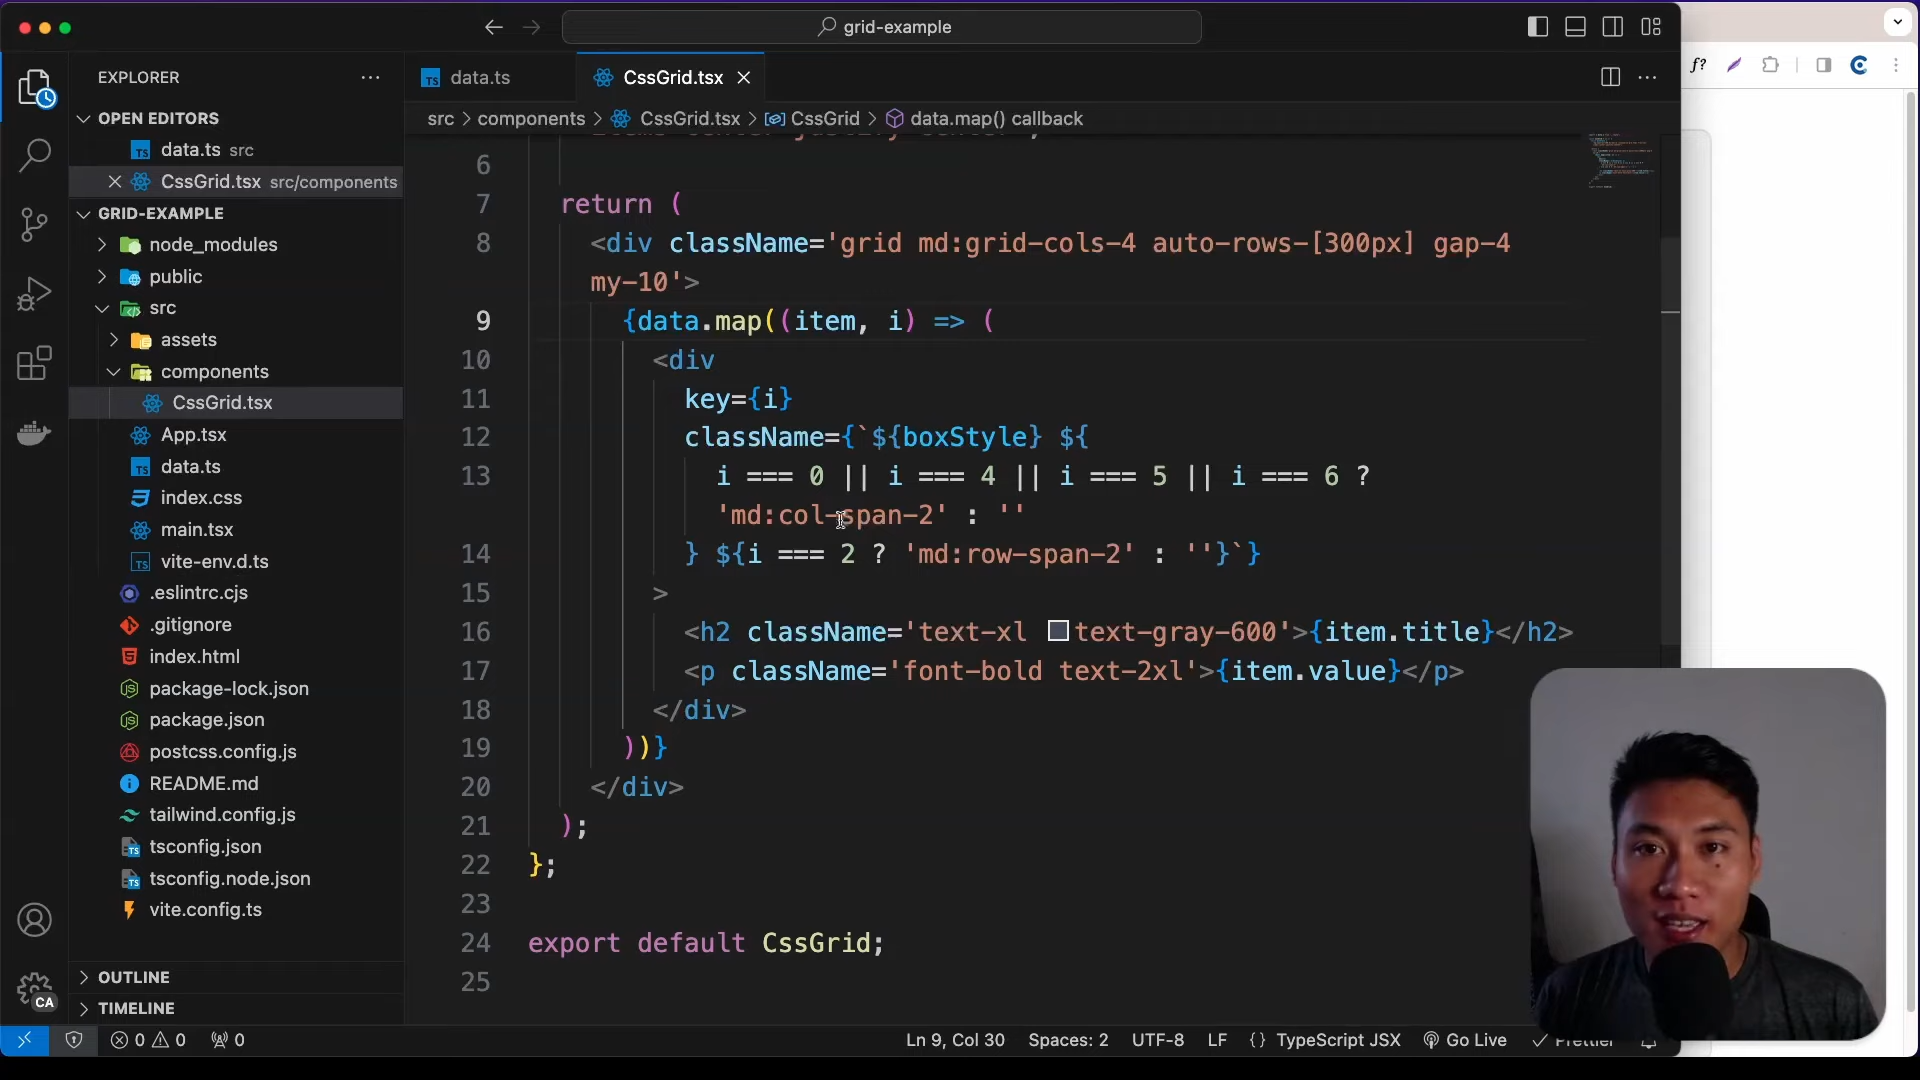 grid-example
EXPLORER
OPEN EDITORS
data.ts src
CssGrid.tsx src/components
GRID-EXAMPLE
node_modules
public
src
assets
components
CssGrid.tsx
App.tsx
data.ts
index.css
main.tsx
vite-env.d.ts
.eslintrc.cjs
.gitignore
index.html
package-lock.json
package.json
postcss.config.js
README.md
tailwind.config.js
tsconfig.json
tsconfig.node.json
vite.config.ts
OUTLINE
TIMELINE
CA
data.ts
CssGrid.tsx
src > components > CssGrid.tsx > CssGrid > data.map() callback
6
7 return (
8 <div className='grid md:grid-cols-4 auto-rows-[300px] gap-4
my-10'>
9 {data.map((item, i) => (
10 <div
11 key={i}
12 className={`${boxStyle} ${
13 i === 0 || i === 4 || i === 5 || i === 6 ?
'md:col-span-2' : ''
14 } ${i === 2 ? 'md:row-span-2' : ''}`}
15 >
16 <h2 className='text-xl text-gray-600'>{item.title}</h2>
17 <p className='font-bold text-2xl'>{item.value}</p>
18 </div>
19 ))}
20 </div>
21 );
22 };
23
24 export default CssGrid;
25
0 0 0
Ln 9, Col 30 Spaces: 2 UTF-8 LF {} TypeScript JSX Go Live Prettier
f?